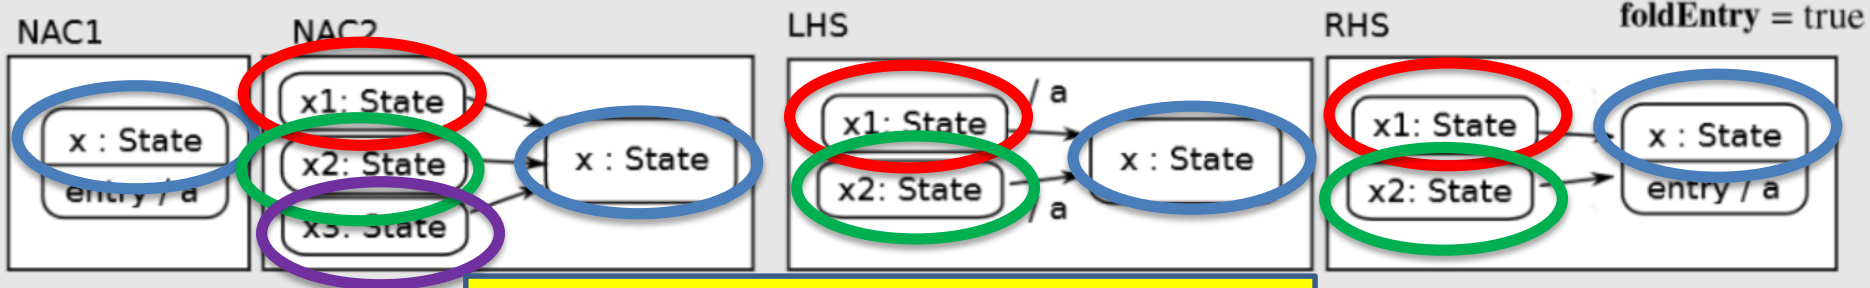 NAC1
x : State
entry / a
NAC2
x1: State
x2: State
x3: State
x : State
LHS
x1: State
/ a
x2: State
/ a
x : State
RHS
foldEntry = true
x1: State
x2: State
x : State
entry / a